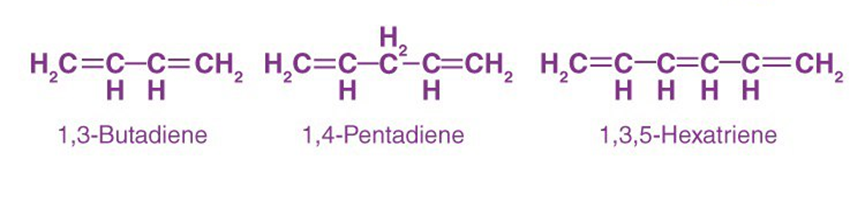 H₂
H₂C=C–C=CH₂ H₂C=C–C–C=CH₂ H₂C=C–C=C–C=CH₂
H H H H H H H H
1,3-Butadiene 1,4-Pentadiene 1,3,5-Hexatriene